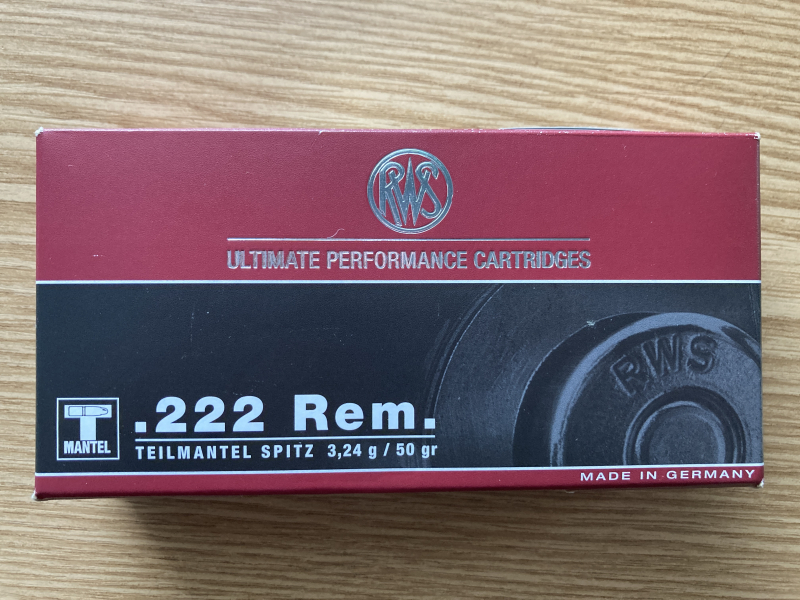 RWS
ULTIMATE PERFORMANCE CARTRIDGES
RWS
T
MANTEL
.222 Rem.
TEILMANTEL SPITZ 3,24 g / 50 gr
MADE IN GERMANY